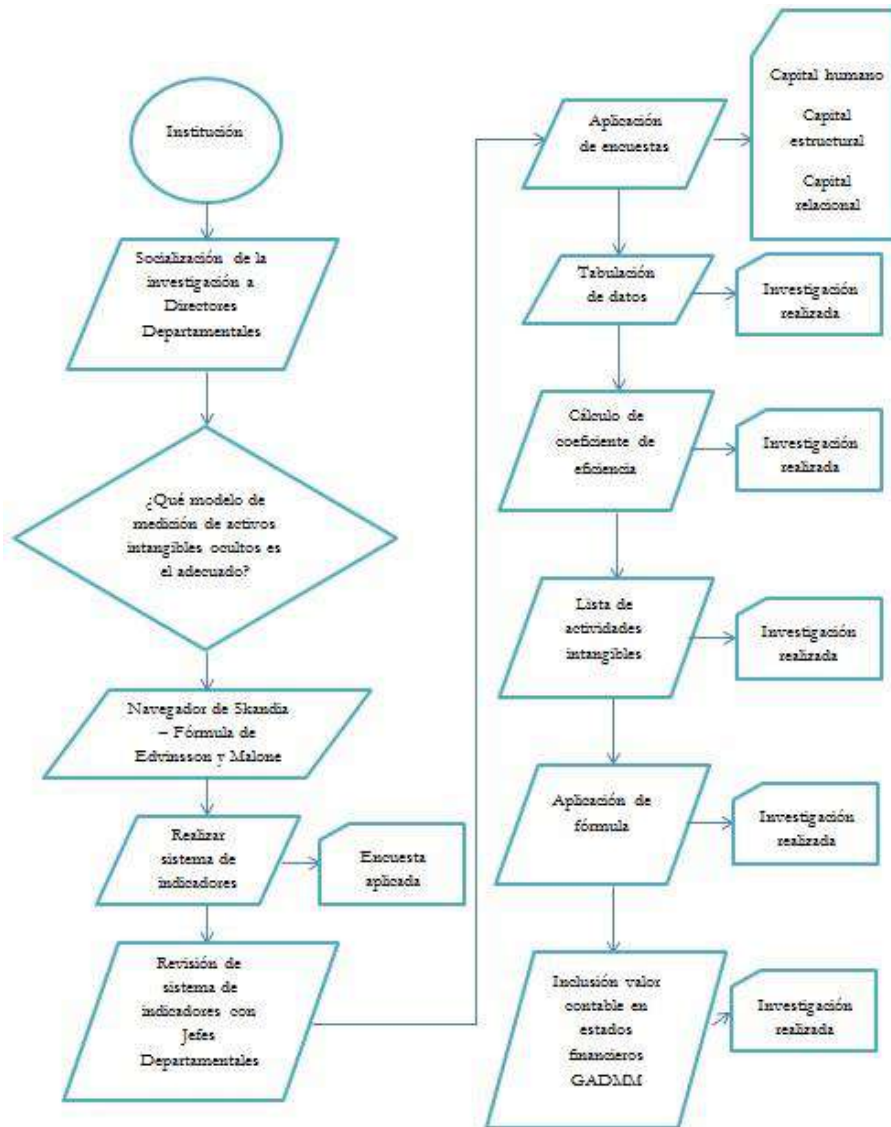 Institución
Socialización de la
investigación a
Directores
Departamentales
¿Qué modelo de
medición de activos
intangibles ocultos es
el adecuado?
Navegador de Skandia
– Fórmula de
Edvinsson y Malone
Realizar
sistema de
indicadores
Encuesta
aplicada
Revisión de
sistema de
indicadores con
Jefes
Departamentales
Aplicación
de encuestas
Capital humano
Capital
estructural
Capital
relacional
Tabulación
de datos
Investigación
realizada
Cálculo de
coeficiente de
eficiencia
Investigación
realizada
Lista de
actividades
intangibles
Investigación
realizada
Aplicación de
fórmula
Investigación
realizada
Inclusión valor
contable en
estados
financieros
GADMM
Investigación
realizada